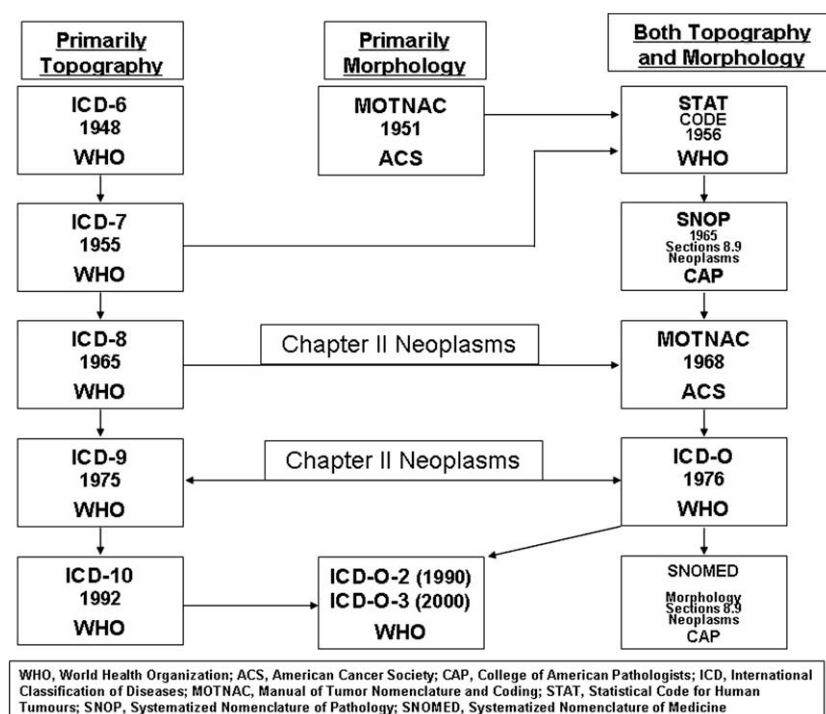 Primarily
Topography
Primarily
Morphology
Both Topography
and Morphology
ICD-6
1948
WHO
MOTNAC
1951
ACS
STAT
CODE
1956
WHO
ICD-7
1955
WHO
SNOP
1965
Sections 8.9
Neoplasms
CAP
ICD-8
1965
WHO
Chapter II Neoplasms
MOTNAC
1968
ACS
ICD-9
1975
WHO
Chapter II Neoplasms
ICD-O
1976
WHO
ICD-10
1992
WHO
ICD-O-2 (1990)
ICD-O-3 (2000)
WHO
SNOMED
Morphology
Sections 8.9
Neoplasms
CAP
WHO, World Health Organization; ACS, American Cancer Society; CAP, College of American Pathologists; ICD, International
Classification of Diseases; MOTNAC, Manual of Tumor Nomenclature and Coding; STAT, Statistical Code for Human
Tumours; SNOP, Systematized Nomenclature of Pathology; SNOMED, Systematized Nomenclature of Medicine